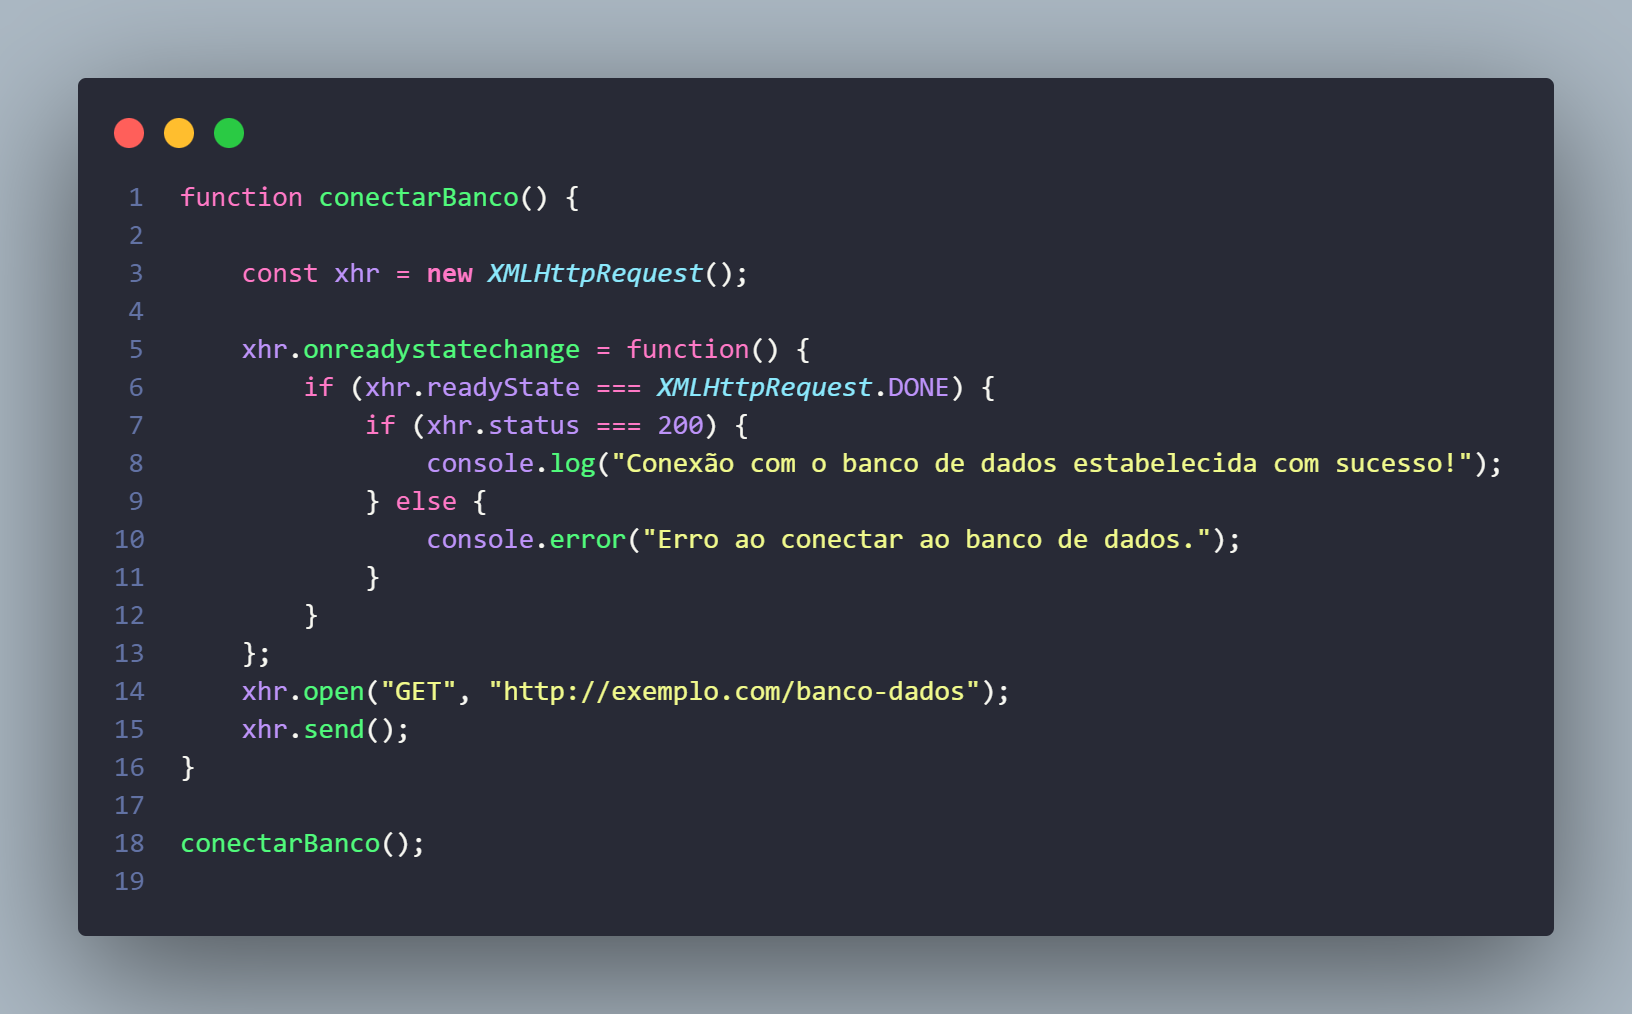 1 function conectarBanco() {
2
3     const xhr = new XMLHttpRequest();
4
5     xhr.onreadystatechange = function() {
6         if (xhr.readyState === XMLHttpRequest.DONE) {
7             if (xhr.status === 200) {
8                 console.log("Conexão com o banco de dados estabelecida com sucesso!");
9             } else {
10                 console.error("Erro ao conectar ao banco de dados.");
11             }
12         }
13     };
14     xhr.open("GET", "http://exemplo.com/banco-dados");
15     xhr.send();
16 }
17
18 conectarBanco();
19